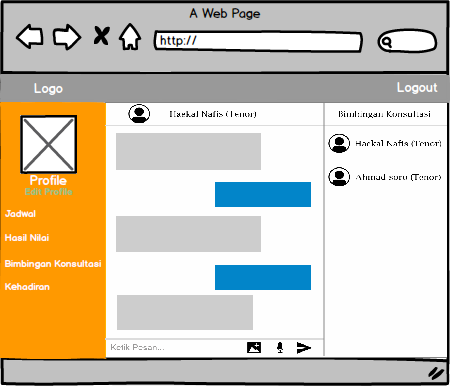 A Web Page
http://
Logo
Logout
Haekal Nafis (Tenor)
Bimbingan Konsultasi
Haekal Nafis (Tenor)
Ahmad soro (Tenor)
Profile
Edit Profile
Jadwal
Hasil Nilai
Bimbingan Konsultasi
Kehadiran
Ketik Pesan...